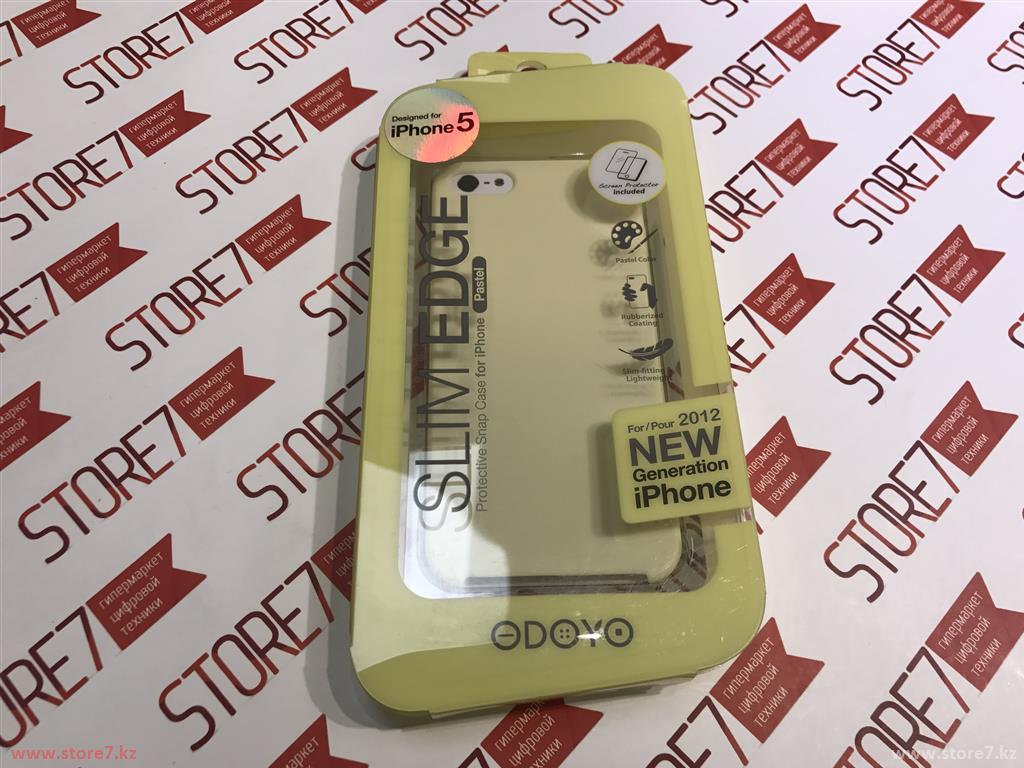 Designed for
iPhone 5
Screen Protector
included
SLIM EDGE
Protective Snap Case for iPhone Pastel
Pastel Color
Rubberized
Coating
Slim-fitting
Lightweight
For/Pour 2012
NEW
Generation
iPhone
ODOYO
STORE7
гипермаркет
цифровой
техники
www.store7.kz
www.store7.kz